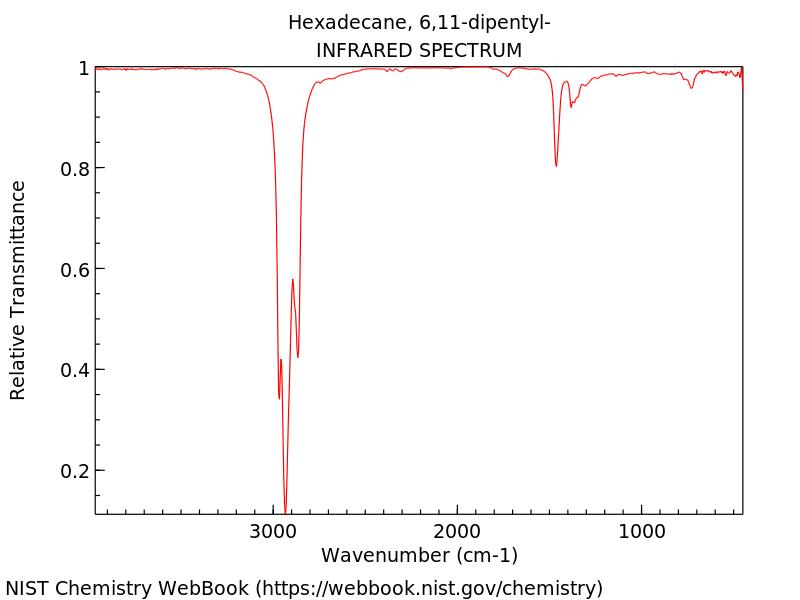 Hexadecane, 6,11-dipentyl-
INFRARED SPECTRUM
1
0.8
0.6
0.4
0.2
Relative Transmittance
3000 2000 1000
Wavenumber (cm-1)
NIST Chemistry WebBook (https://webbook.nist.gov/chemistry)